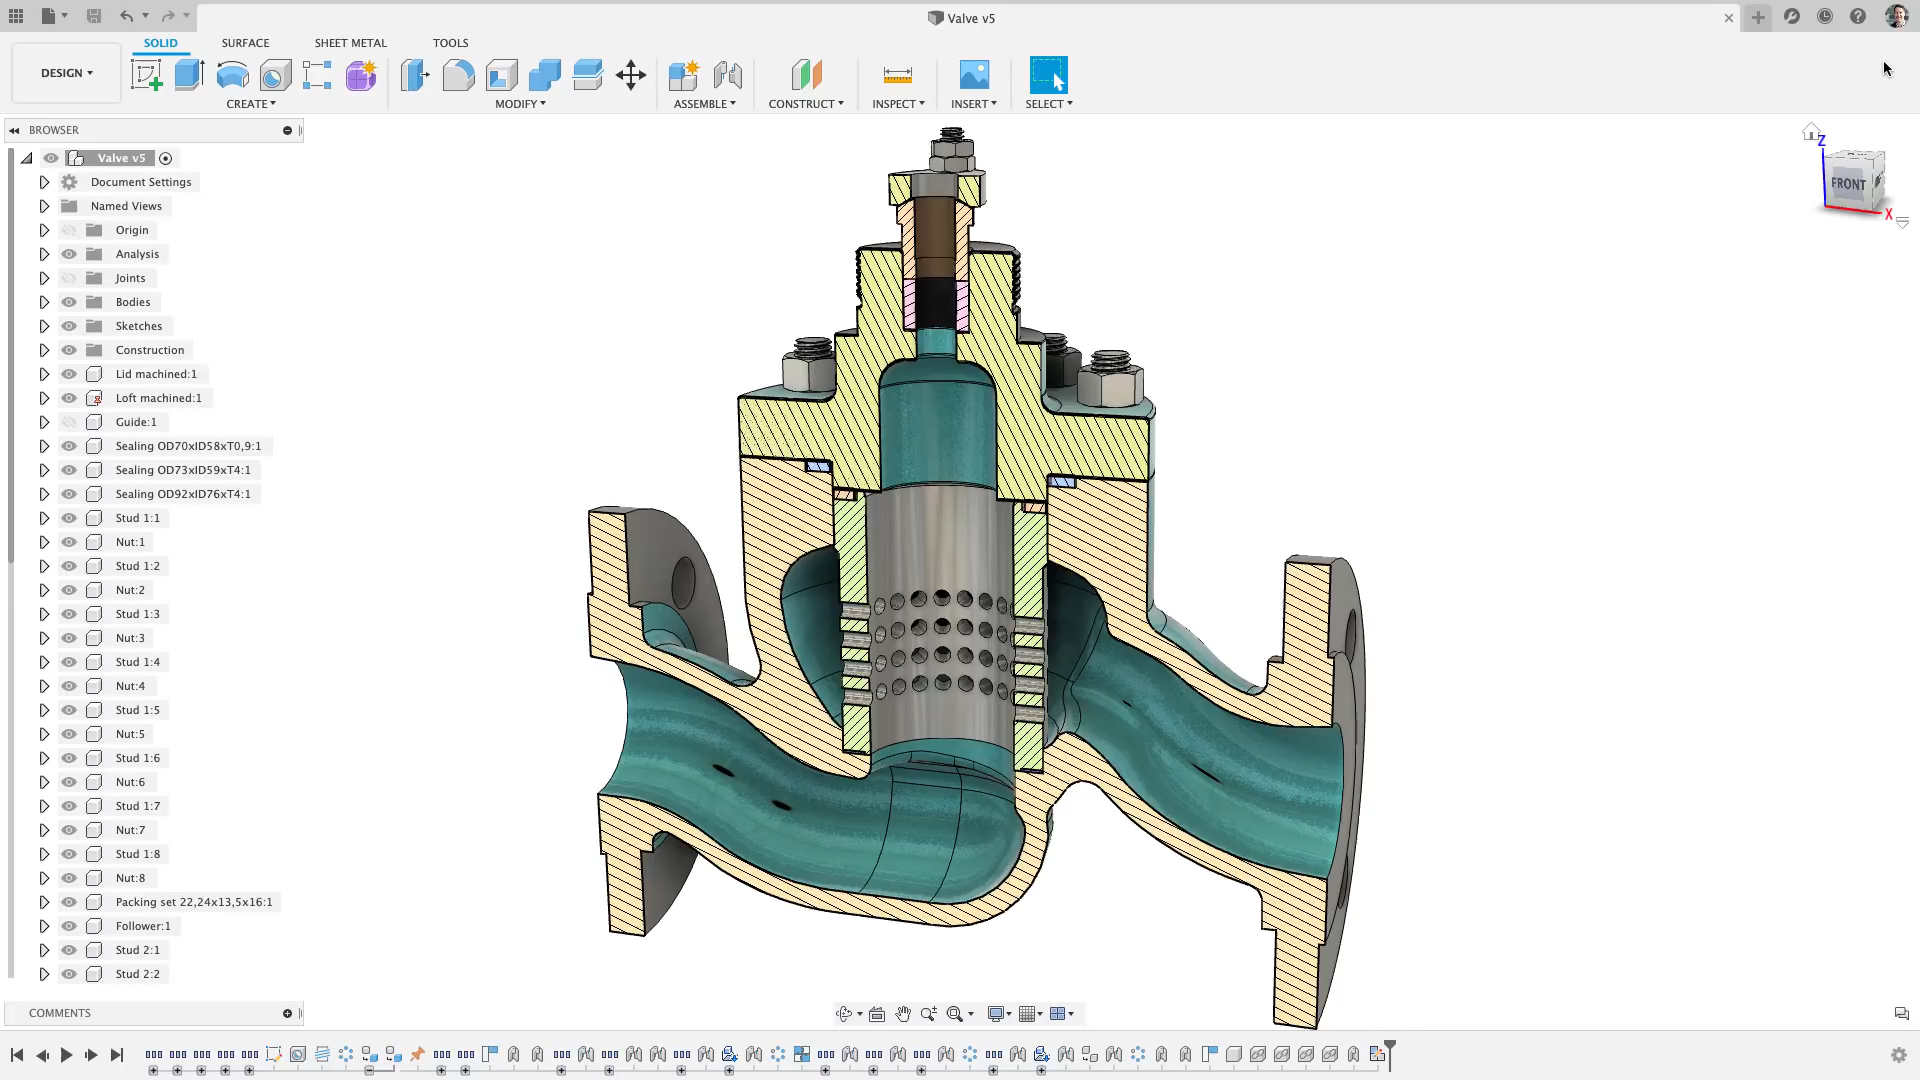 Valve v5
DESIGN
SOLID
SURFACE
SHEET METAL
TOOLS
CREATE
MODIFY
ASSEMBLE
CONSTRUCT
INSPECT
INSERT
SELECT
BROWSER
Valve v5
Document Settings
Named Views
Origin
Analysis
Joints
Bodies
Sketches
Construction
Lid machined:1
Loft machined:1
Guide:1
Sealing OD70xID58xT0,9:1
Sealing OD73xID59xT4:1
Sealing OD92xID76xT4:1
Stud 1:1
Nut:1
Stud 1:2
Nut:2
Stud 1:3
Nut:3
Stud 1:4
Nut:4
Stud 1:5
Nut:5
Stud 1:6
Nut:6
Stud 1:7
Nut:7
Stud 1:8
Nut:8
Packing set 22,24x13,5x16:1
Follower:1
Stud 2:1
Stud 2:2
COMMENTS
Z
FRONT
X